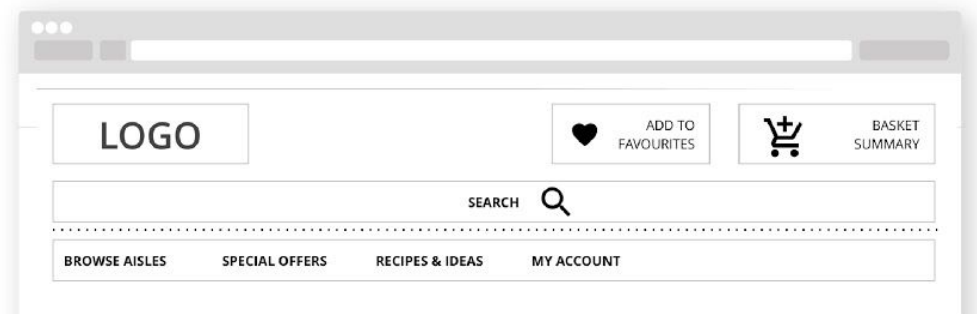 LOGO
ADD TO
FAVOURITES
BASKET
SUMMARY
SEARCH
BROWSE AISLES
SPECIAL OFFERS
RECIPES & IDEAS
MY ACCOUNT